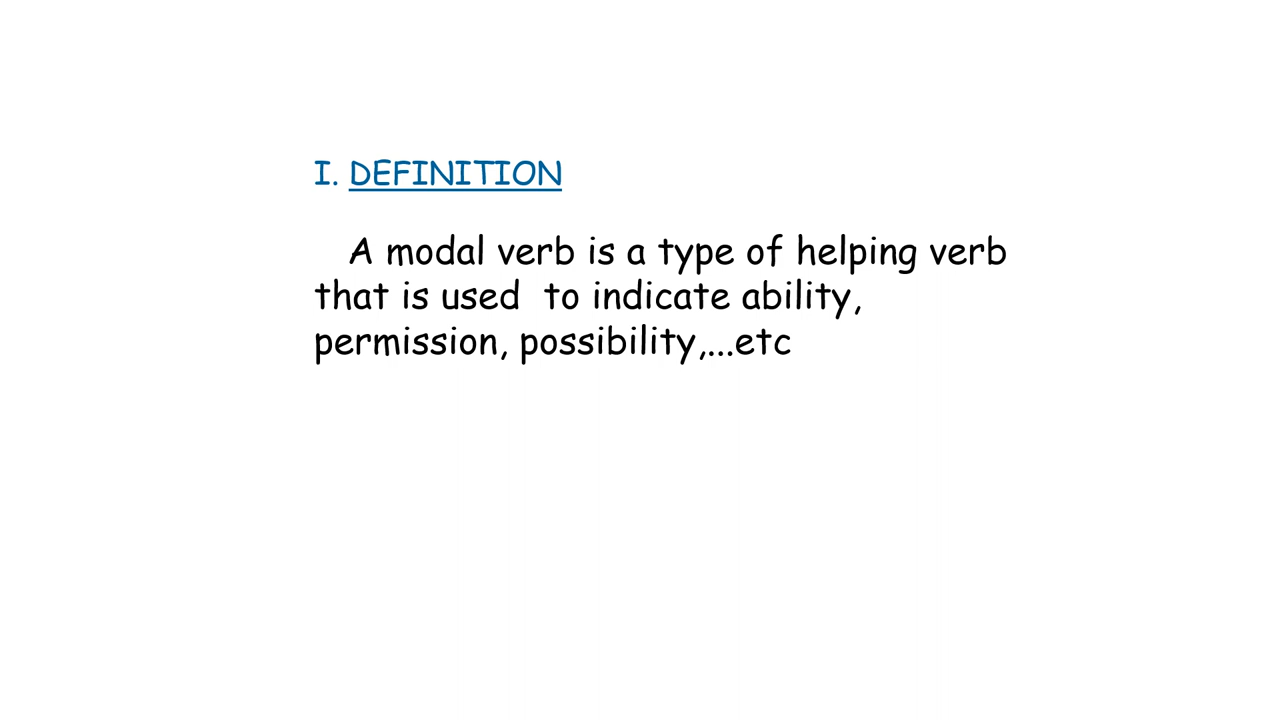 I. DEFINITION
A modal verb is a type of helping verb
that is used  to indicate ability,
permission, possibility,...etc